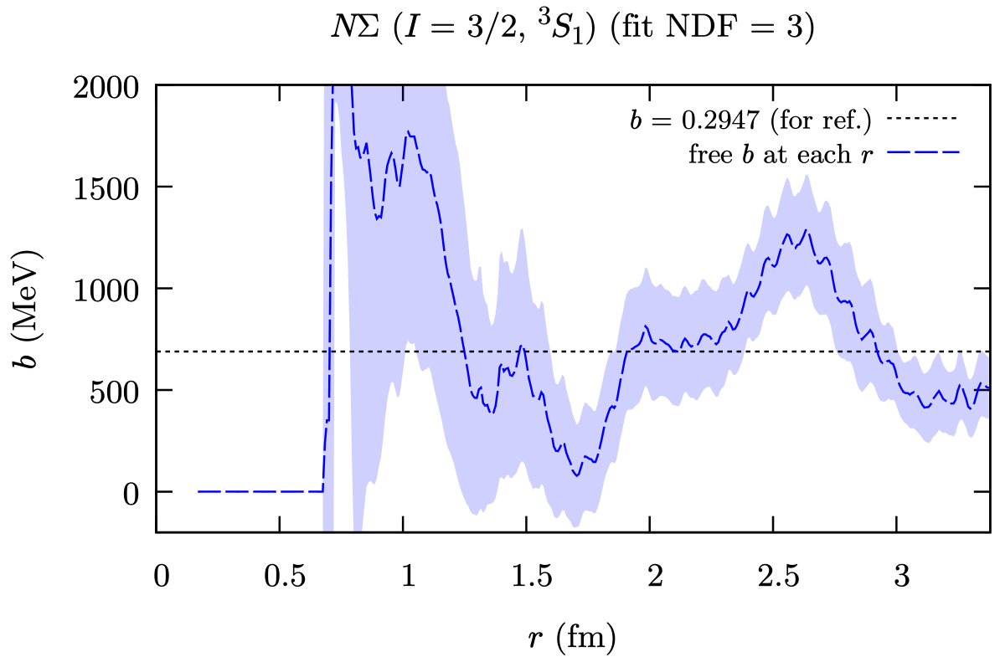 NΣ (I = 3/2, ³S₁) (fit NDF = 3)
2000
1500
1000
500
0
b (MeV)
b = 0.2947 (for ref.)
free b at each r
0 0.5 1 1.5 2 2.5 3
r (fm)